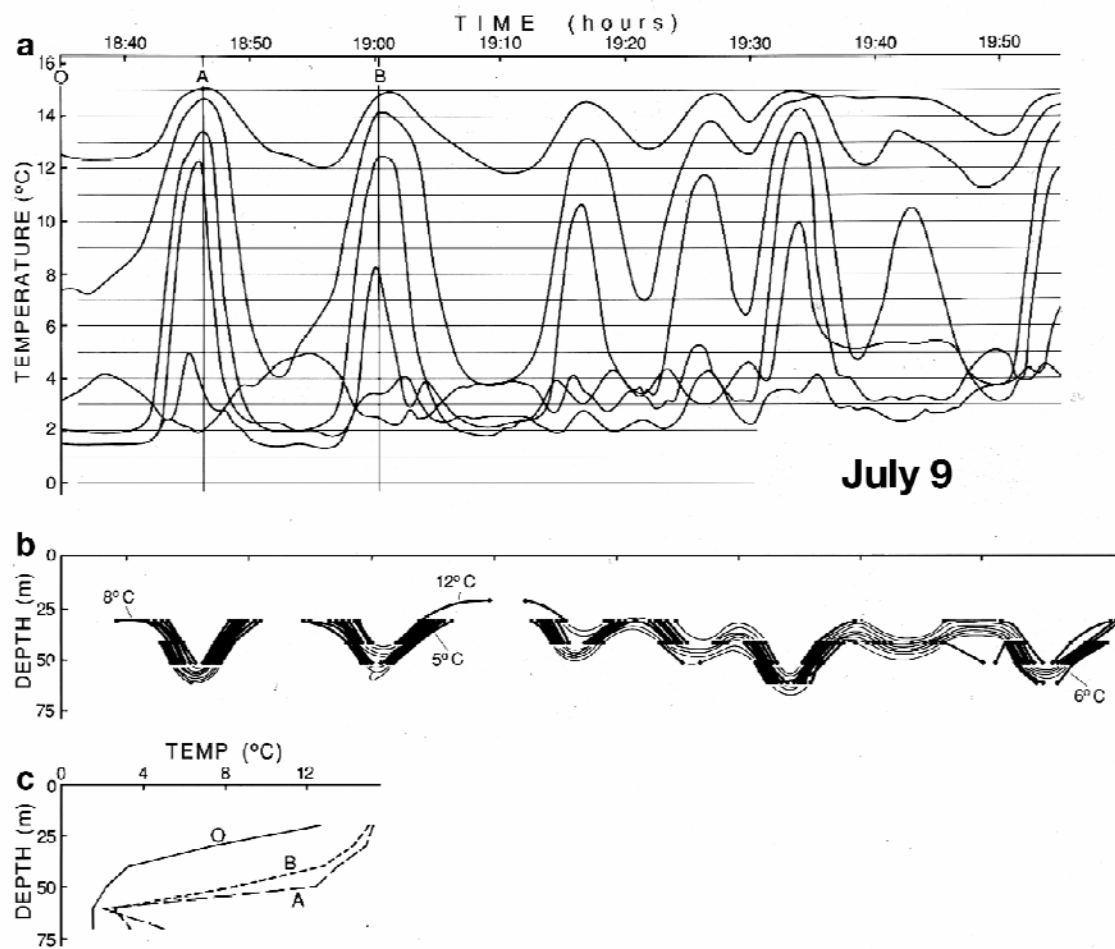 TIME (hours)
a
18:40 18:50 19:00 19:10 19:20 19:30 19:40 19:50
16
14
12
10
8
6
4
2
0
TEMPERATURE (°C)
O A B
July 9
b
0
25
50
75
DEPTH (m)
8°C
12°C
5°C
6°C
TEMP (°C)
c
0 4 8 12
0
25
50
75
DEPTH (m)
O
B
A